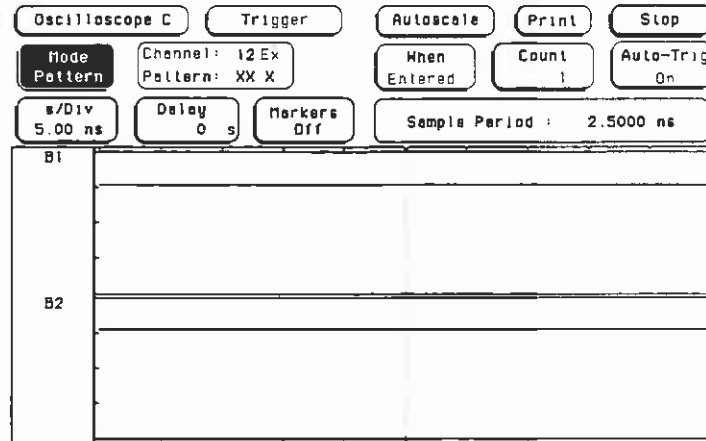 Oscilloscope C Trigger Autoscale Print Stop
Mode Pattern
Channel: 12 Ex
Pattern: XX X
When Entered
Count 1
Auto-Trig On
s/Div 5.00 ns
Delay 0 s
Markers Off
Sample Period : 2.5000 ns
B1
B2